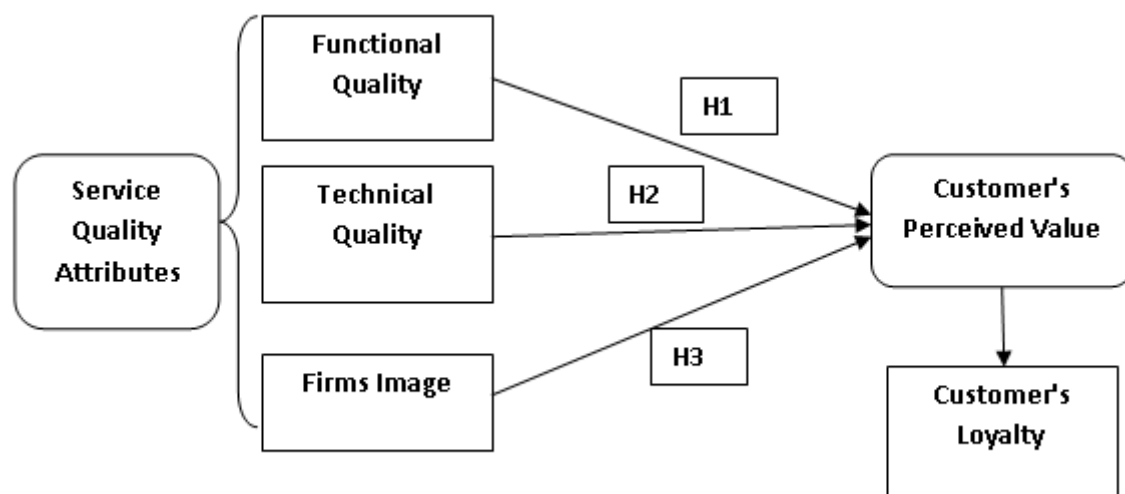 Service
Quality
Attributes
Functional
Quality
Technical
Quality
Firms Image
H1
H2
H3
Customer's
Perceived Value
Customer's
Loyalty